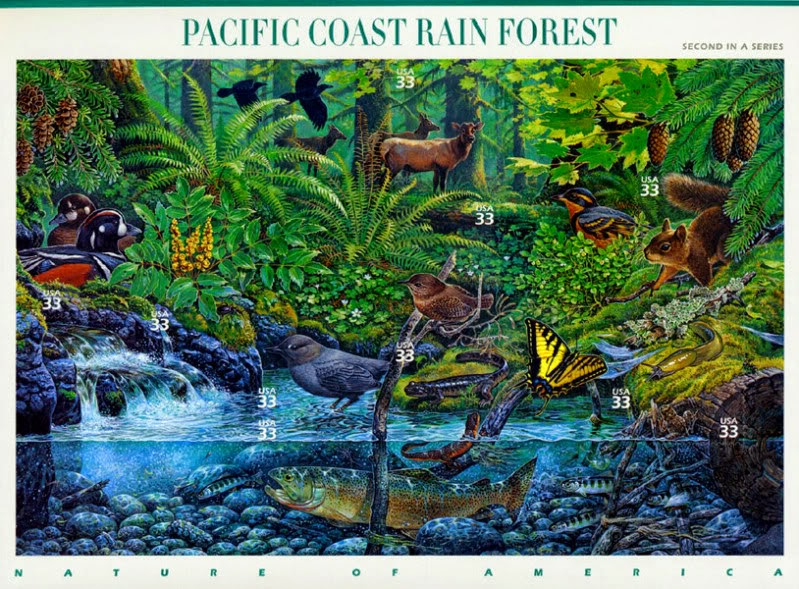 PACIFIC COAST RAIN FOREST
SECOND IN A SERIES
USA
33
USA
33
USA
33
USA
33
USA
33
USA
33
USA
33
USA
33
USA
33
USA
33
NATURE OF AMERICA